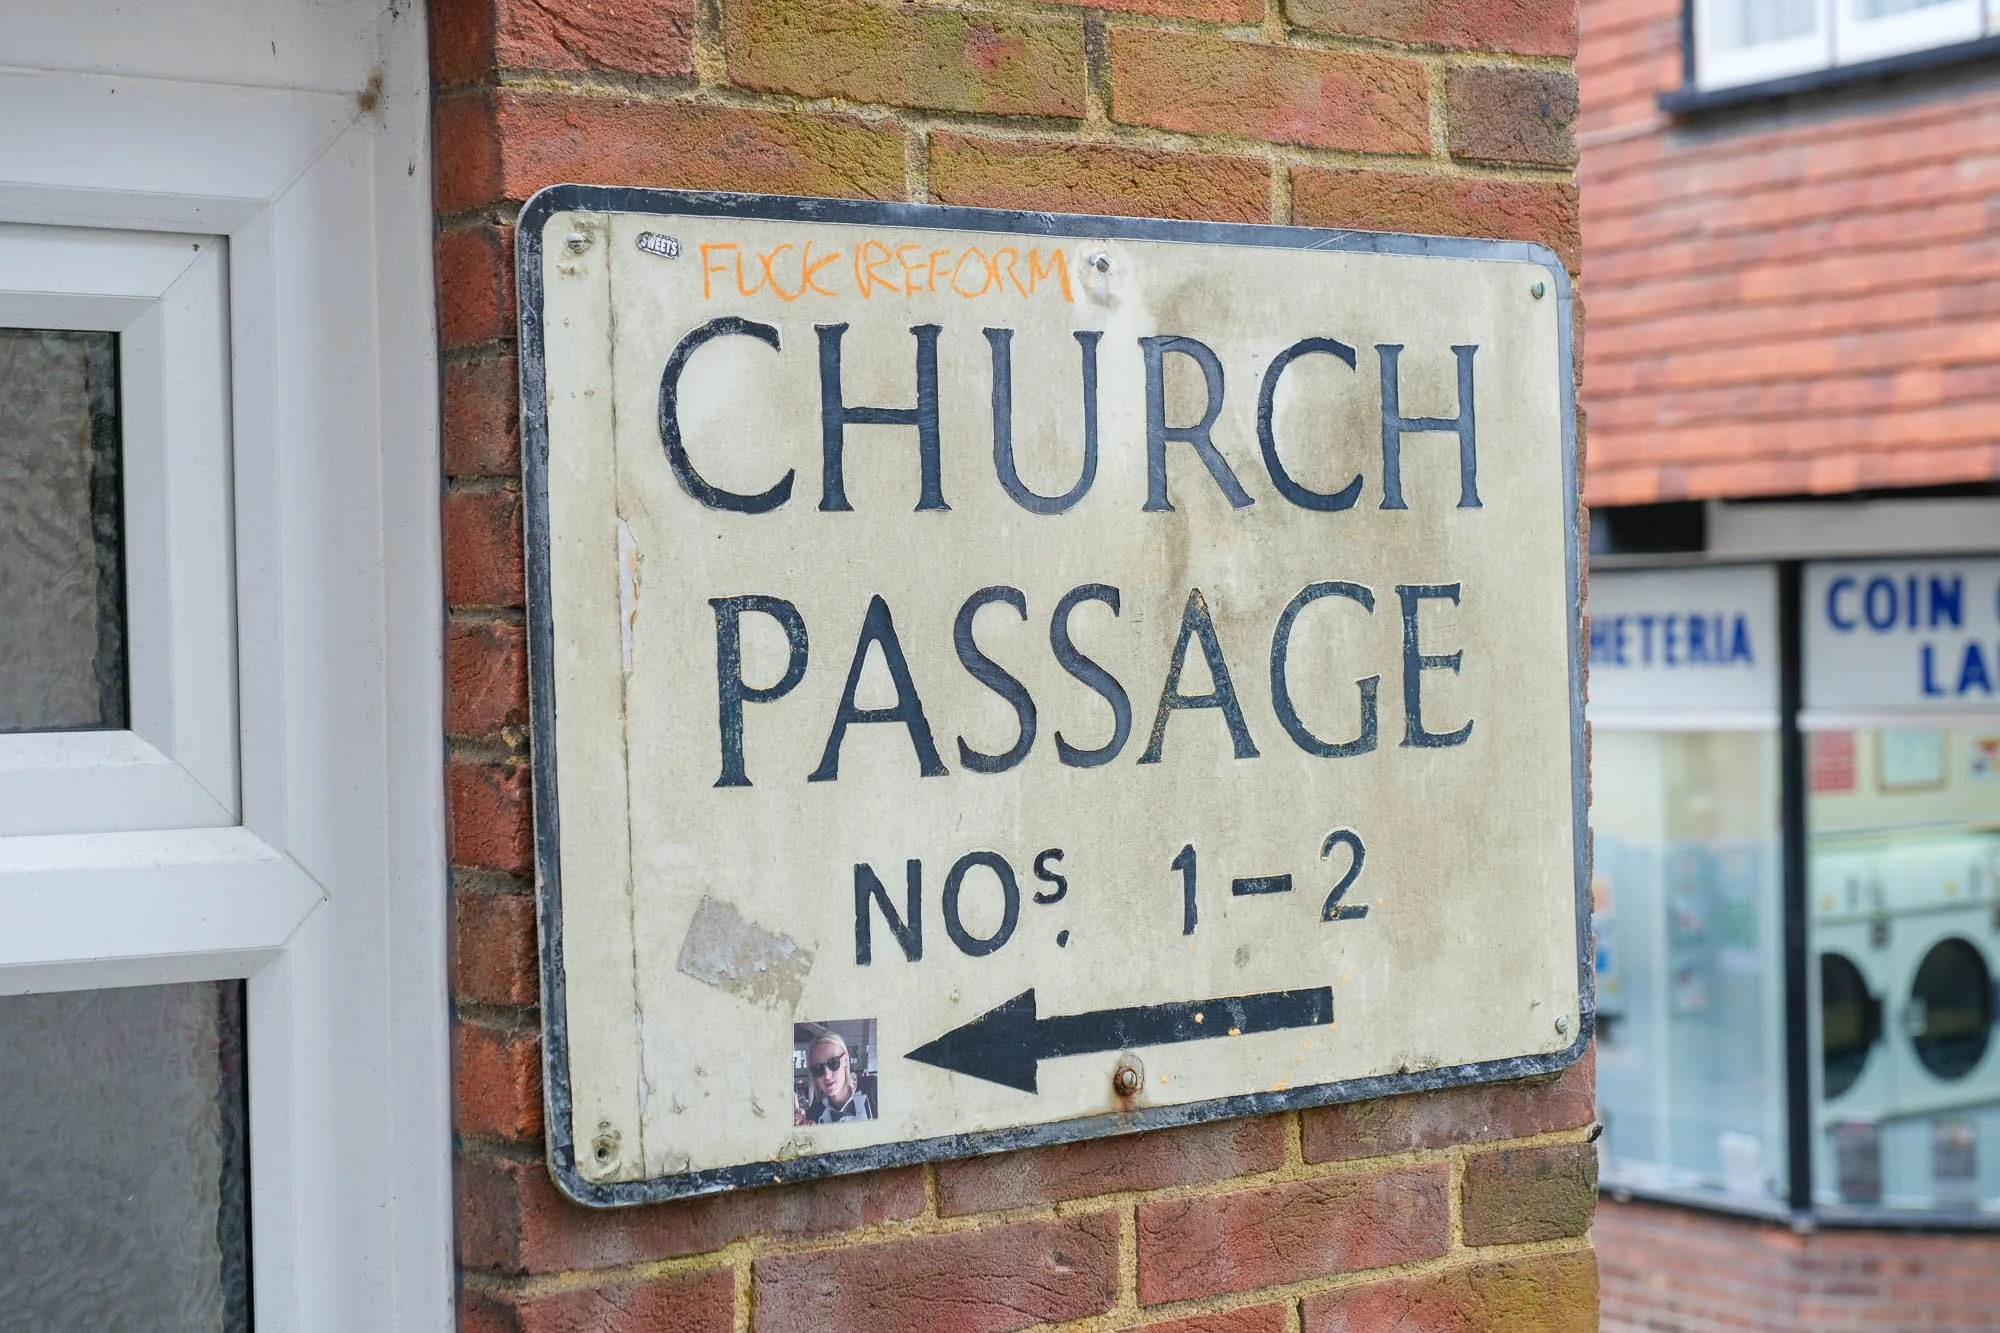 SWEETS
FUCK REFORM
CHURCH
PASSAGE
NOS. 1-2
HETERIA
COIN
LA